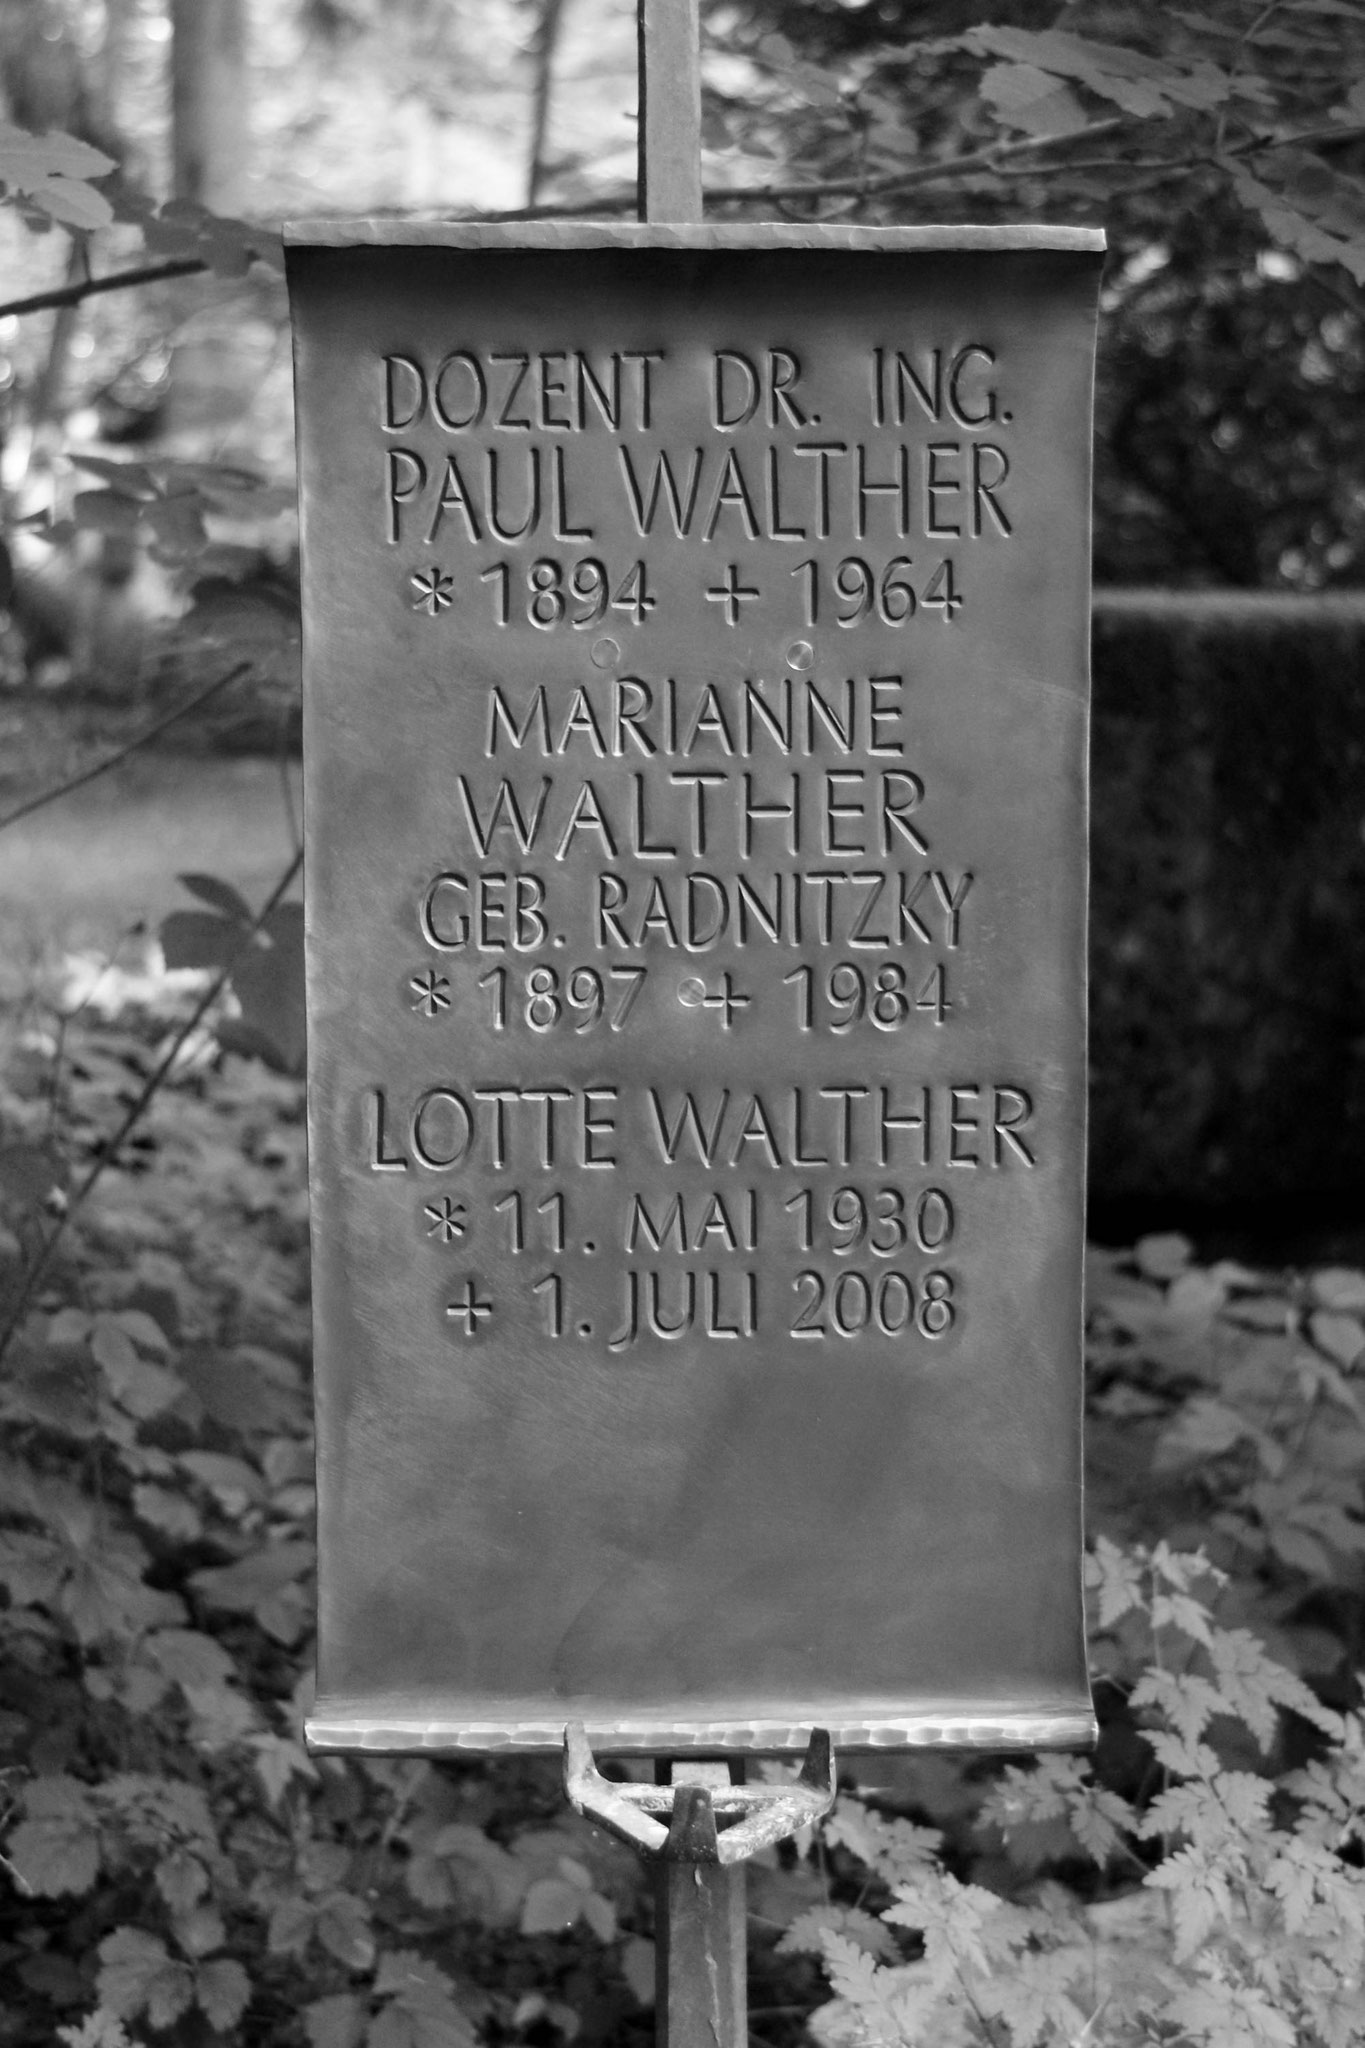 DOZENT DR. ING.
PAUL WALTHER
* 1894 + 1964
MARIANNE
WALTHER
GEB. RADNITZKY
* 1897 + 1984
LOTTE WALTHER
* 11. MAI 1930
+ 1. JULI 2008